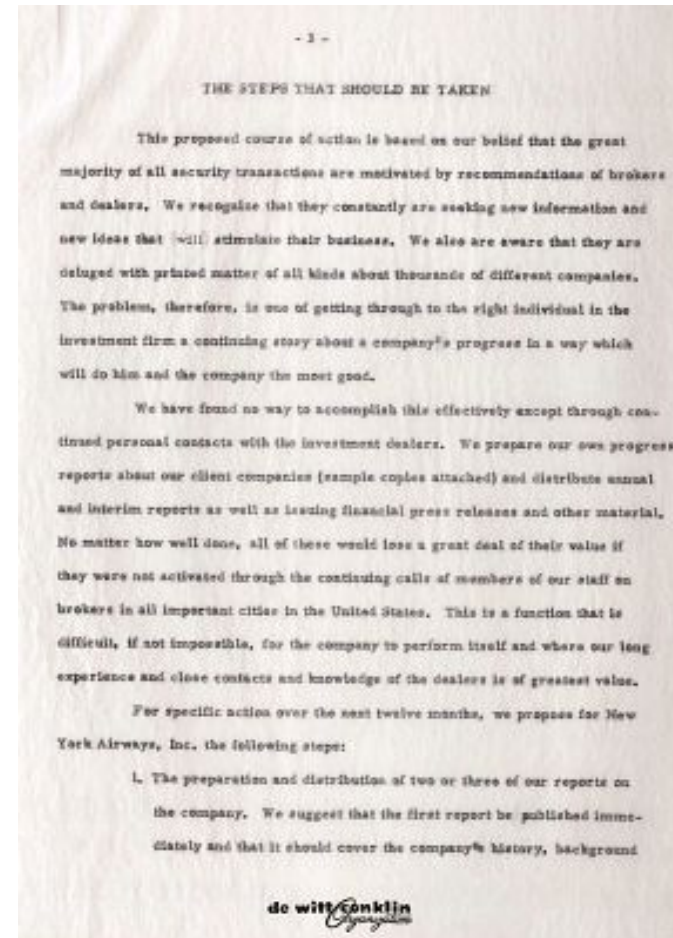 - 3 -
THE STEPS THAT SHOULD BE TAKEN
This proposed course of action is based on our belief that the great
majority of all security transactions are motivated by recommendations of brokers
and dealers. We recognize that they constantly are seeking new information and
new ideas that will stimulate their business. We also are aware that they are
deluged with printed matter of all kinds about thousands of different companies.
The problem, therefore, is one of getting through to the right individual in the
investment firm a continuing story about a company's progress in a way which
will do him and the company the most good.
We have found no way to accomplish this effectively except through con-
tinued personal contacts with the investment dealers. We prepare our own progress
reports about our client companies (sample copies attached) and distribute annual
and interim reports as well as issuing financial press releases and other material.
No matter how well done, all of these would lose a great deal of their value if
they were not activated through the continuing calls of members of our staff on
brokers in all important cities in the United States. This is a function that is
difficult, if not impossible, for the company to perform itself and where our long
experience and close contacts and knowledge of the dealers is of greatest value.
For specific action over the next twelve months, we propose for New
York Airways, Inc. the following steps:
1. The preparation and distribution of two or three of our reports on
the company. We suggest that the first report be published imme-
diately and that it should cover the company's history, background
de witt conklin
Organization